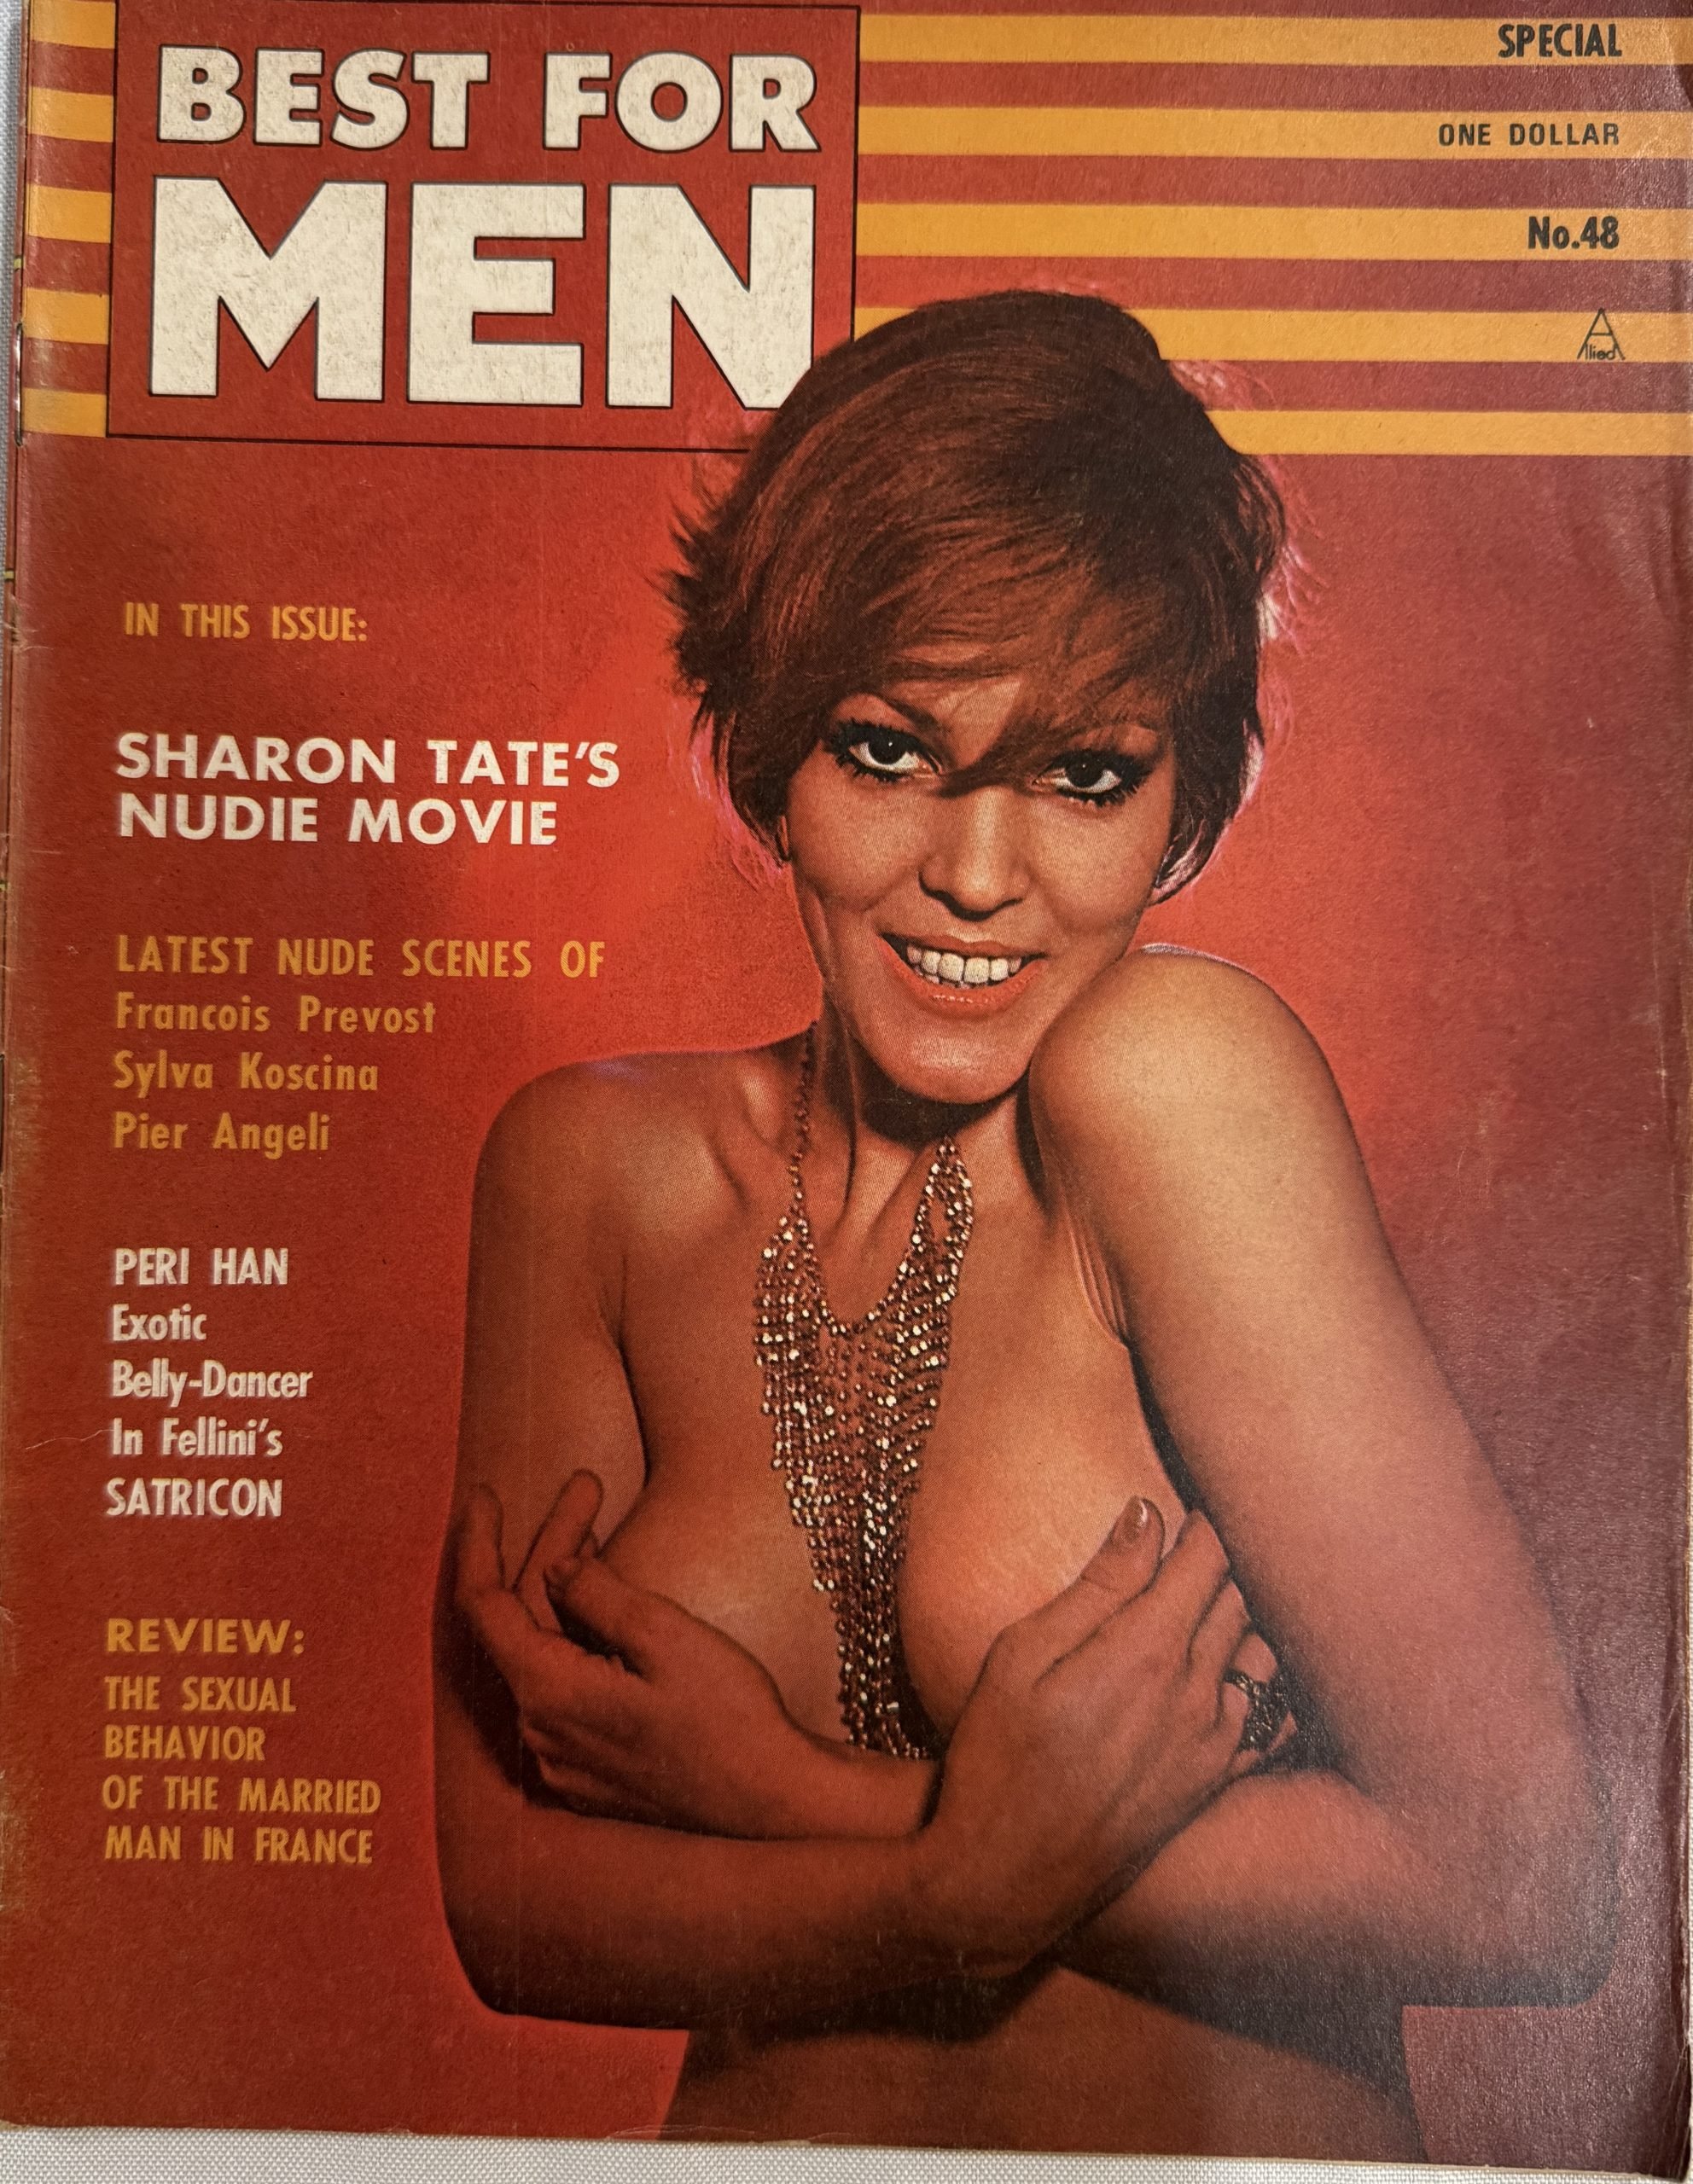 BEST FOR
MEN
SPECIAL
ONE DOLLAR
No.48
Allied
IN THIS ISSUE:
SHARON TATE'S
NUDIE MOVIE
LATEST NUDE SCENES OF
Francois Prevost
Sylva Koscina
Pier Angeli
PERI HAN
Exotic
Belly-Dancer
In Fellini's
SATRICON
REVIEW:
THE SEXUAL
BEHAVIOR
OF THE MARRIED
MAN IN FRANCE